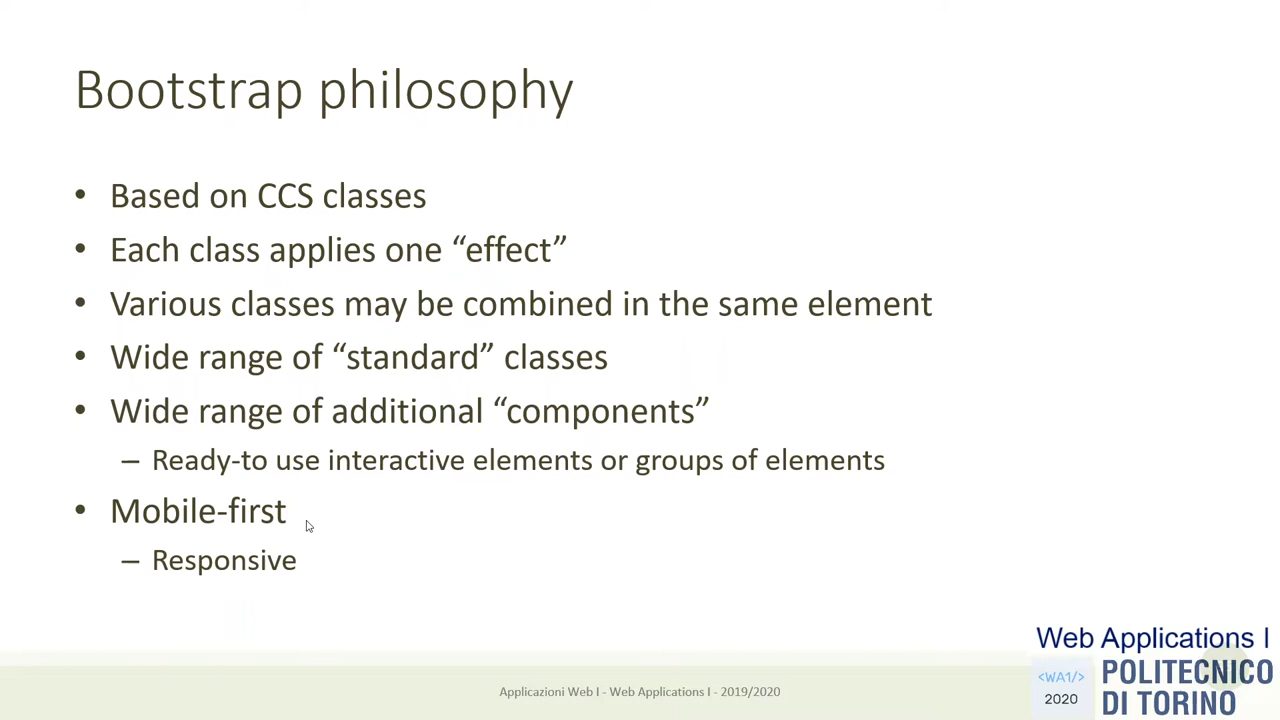 Bootstrap philosophy
• Based on CCS classes
• Each class applies one “effect”
• Various classes may be combined in the same element
• Wide range of “standard” classes
• Wide range of additional “components”
– Ready-to use interactive elements or groups of elements
• Mobile-first
– Responsive
Applicazioni Web I - Web Applications I - 2019/2020
Web Applications I
<WA1/>
2020
POLITECNICO
DI TORINO